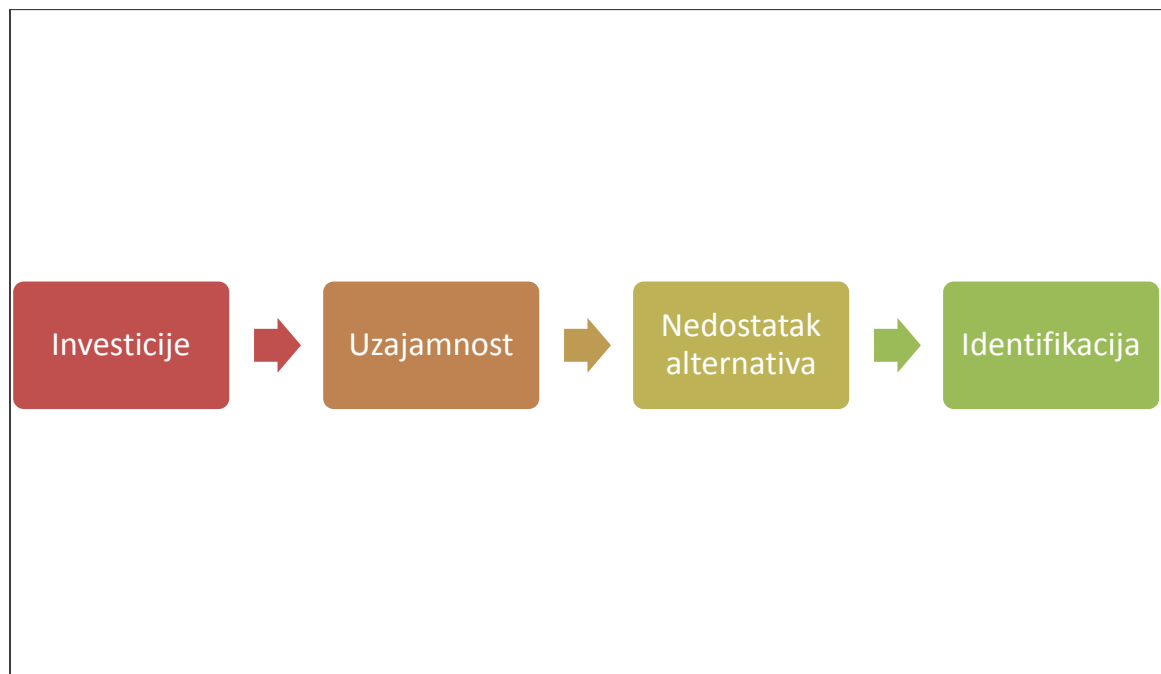 Investicije
Uzajamnost
Nedostatak
alternativa
Identifikacija